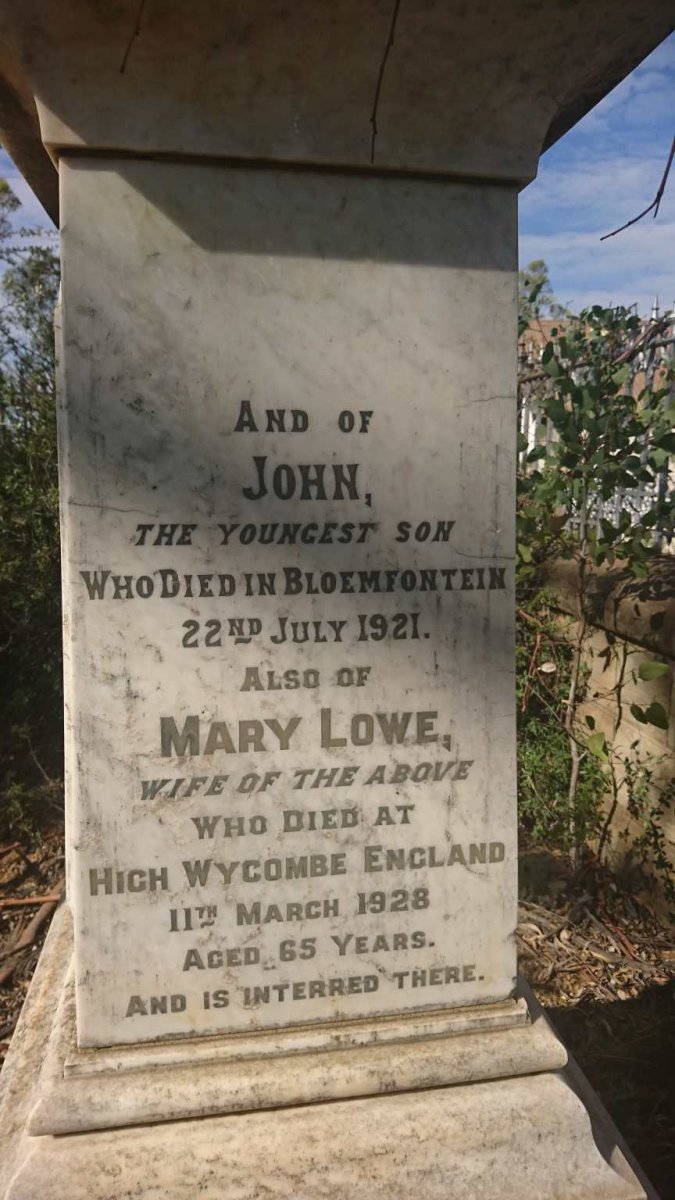 AND OF
JOHN,
THE YOUNGEST SON
WHO DIED IN BLOEMFONTEIN
22ND JULY 1921.
ALSO OF
MARY LOWE,
WIFE OF THE ABOVE
WHO DIED AT
HIGH WYCOMBE ENGLAND
11TH MARCH 1928
AGED 65 YEARS.
AND IS INTERRED THERE.